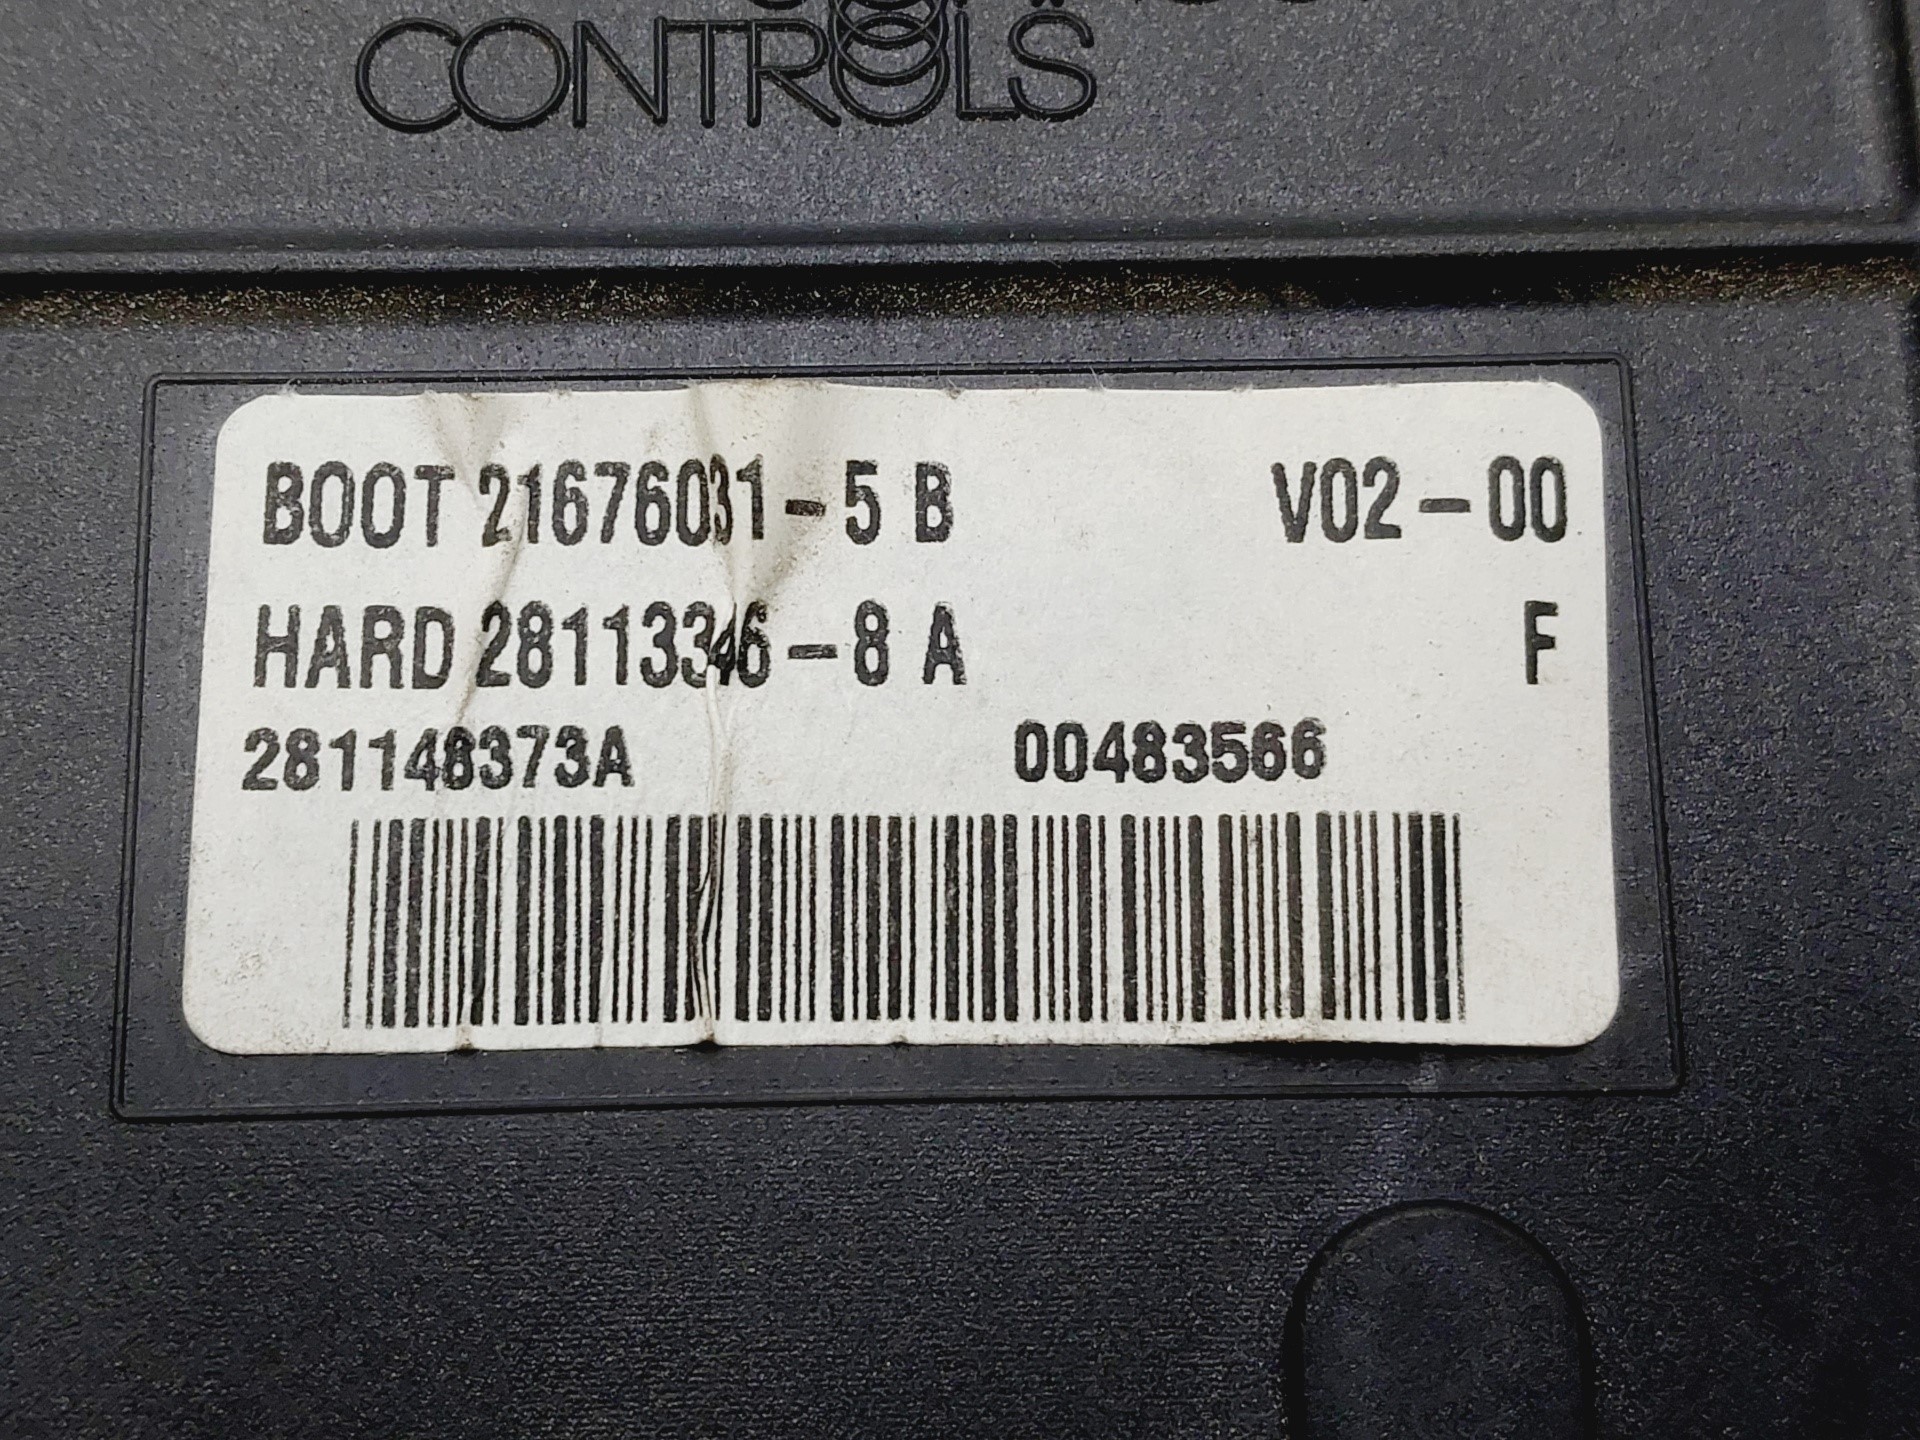 CONTROLS
BOOT 21676031-5 B V02-00
HARD 28113346-8 A F
281148373A 00483566